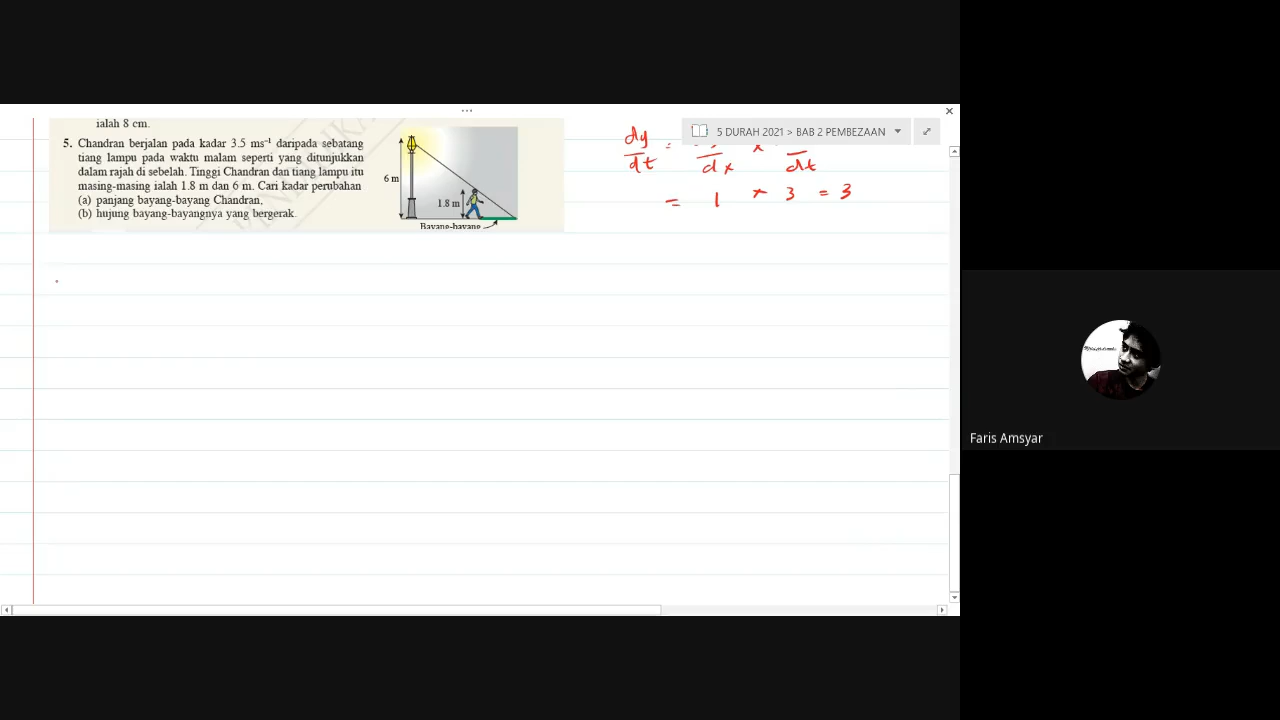 ialah 8 cm.
5. Chandran berjalan pada kadar 3.5 ms⁻¹ daripada sebatang
tiang lampu pada waktu malam seperti yang ditunjukkan
dalam rajah di sebelah. Tinggi Chandran dan tiang lampu itu
masing-masing ialah 1.8 m dan 6 m. Cari kadar perubahan
(a) panjang bayang-bayang Chandran,
(b) hujung bayang-bayangnya yang bergerak.
6 m
1.8 m
Bayang-bayang
5 DURAH 2021 > BAB 2 PEMBEZAAN
dy/dt = /dx × /dt
= 1 × 3 = 3
Faris Amsyar